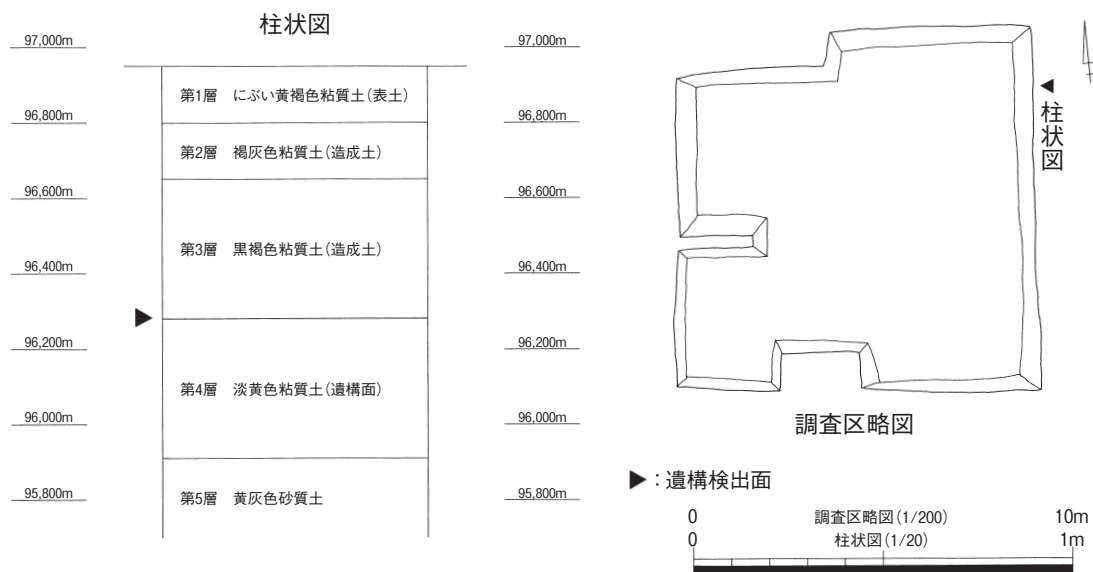 柱状図
97,000m
96,800m
96,600m
96,400m
96,200m
96,000m
95,800m
第1層 にぶい黄褐色粘質土(表土)
第2層 褐灰色粘質土(造成土)
第3層 黒褐色粘質土(造成土)
第4層 淡黄色粘質土(遺構面)
第5層 黄灰色砂質土
97,000m
96,800m
96,600m
96,400m
96,200m
96,000m
95,800m
柱状図
調査区略図
▶:遺構検出面
0 調査区略図(1/200) 10m
0 柱状図(1/20) 1m